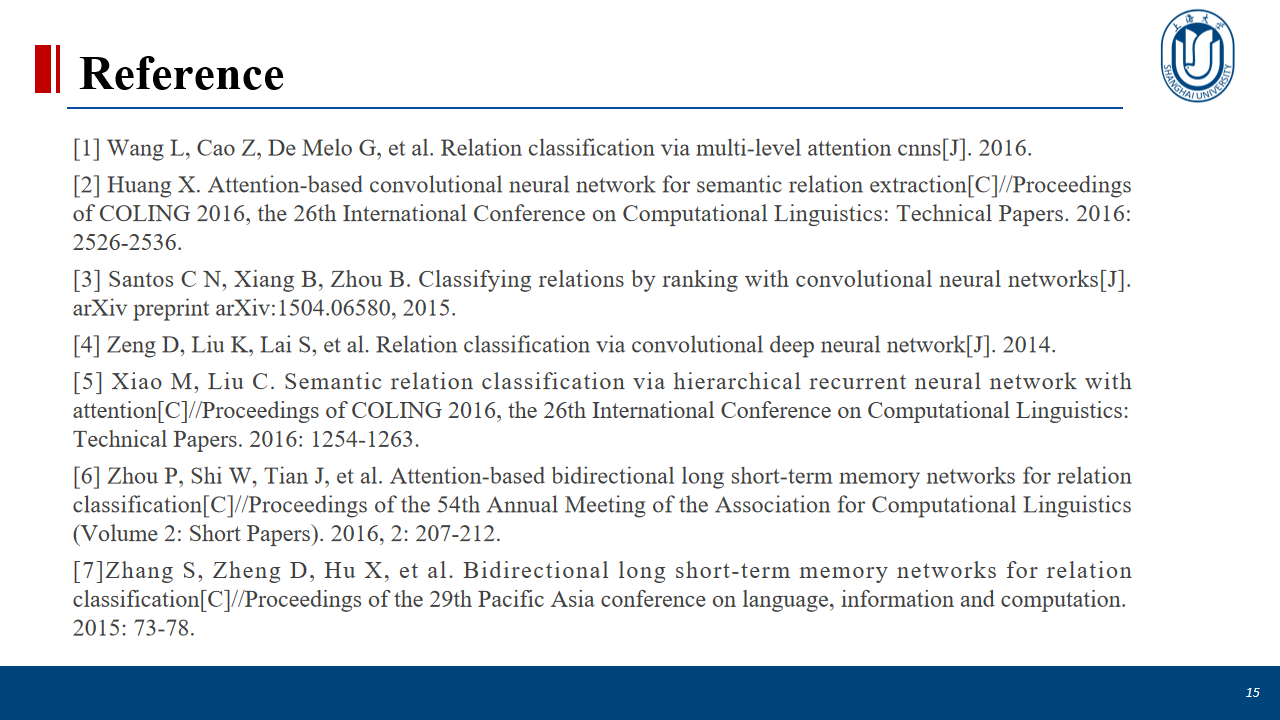 Reference
上海大学
SHANGHAI UNIVERSITY
[1] Wang L, Cao Z, De Melo G, et al. Relation classification via multi-level attention cnns[J]. 2016.
[2] Huang X. Attention-based convolutional neural network for semantic relation extraction[C]//Proceedings
of COLING 2016, the 26th International Conference on Computational Linguistics: Technical Papers. 2016:
2526-2536.
[3] Santos C N, Xiang B, Zhou B. Classifying relations by ranking with convolutional neural networks[J].
arXiv preprint arXiv:1504.06580, 2015.
[4] Zeng D, Liu K, Lai S, et al. Relation classification via convolutional deep neural network[J]. 2014.
[5] Xiao M, Liu C. Semantic relation classification via hierarchical recurrent neural network with
attention[C]//Proceedings of COLING 2016, the 26th International Conference on Computational Linguistics:
Technical Papers. 2016: 1254-1263.
[6] Zhou P, Shi W, Tian J, et al. Attention-based bidirectional long short-term memory networks for relation
classification[C]//Proceedings of the 54th Annual Meeting of the Association for Computational Linguistics
(Volume 2: Short Papers). 2016, 2: 207-212.
[7]Zhang S, Zheng D, Hu X, et al. Bidirectional long short-term memory networks for relation
classification[C]//Proceedings of the 29th Pacific Asia conference on language, information and computation.
2015: 73-78.
15